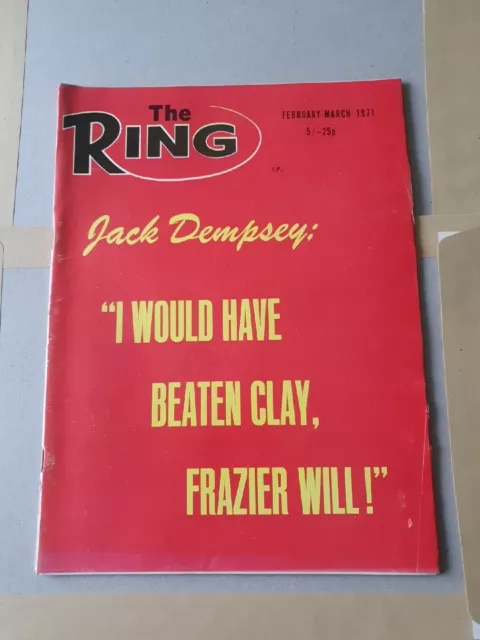 The
RING
FEBRUARY-MARCH 1971
5/-25p
Jack Dempsey:
"I WOULD HAVE
BEATEN CLAY,
FRAZIER WILL!"